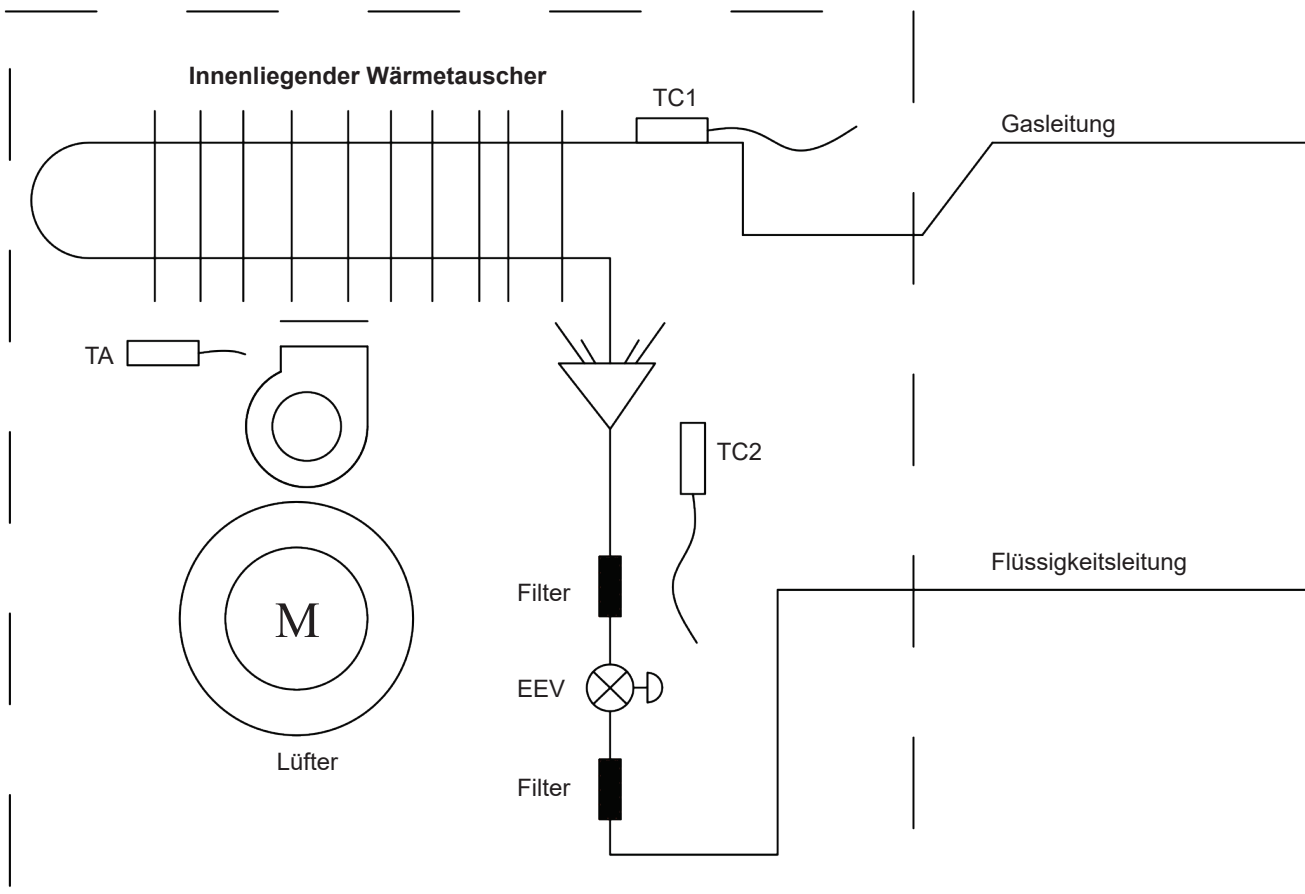 Innenliegender Wärmetauscher
TC1
Gasleitung
TA
TC2
Filter
Flüssigkeitsleitung
M
EEV
Lüfter
Filter